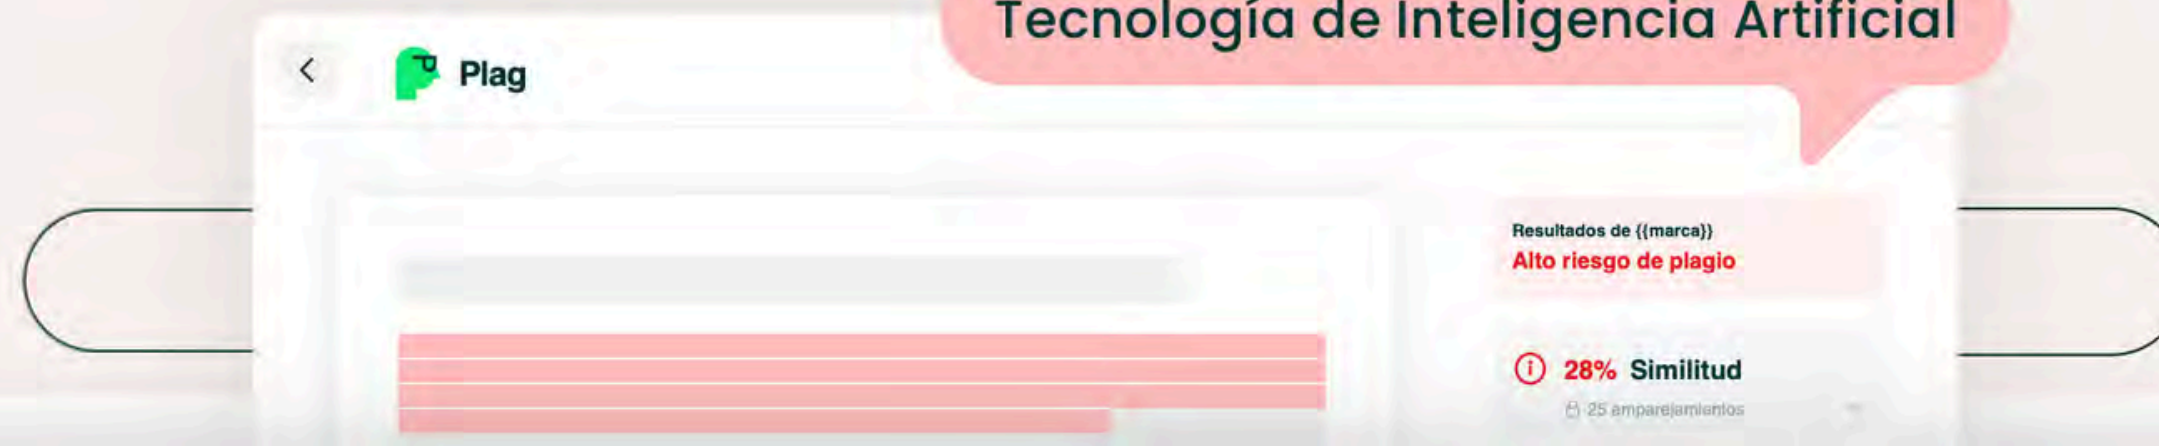 Tecnología de Inteligencia Artificial
Plag
Resultados de {{marca}}
Alto riesgo de plagio
28% Similitud
25 emparejamientos